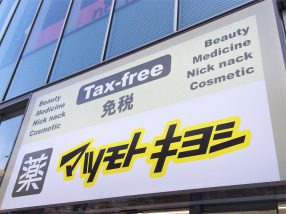 Beauty
Medicine
Nick nack
Cosmetic
Tax-free
免税
Beauty
Medicine
Nick nack
Cosmetic
薬
マツモトキヨシ